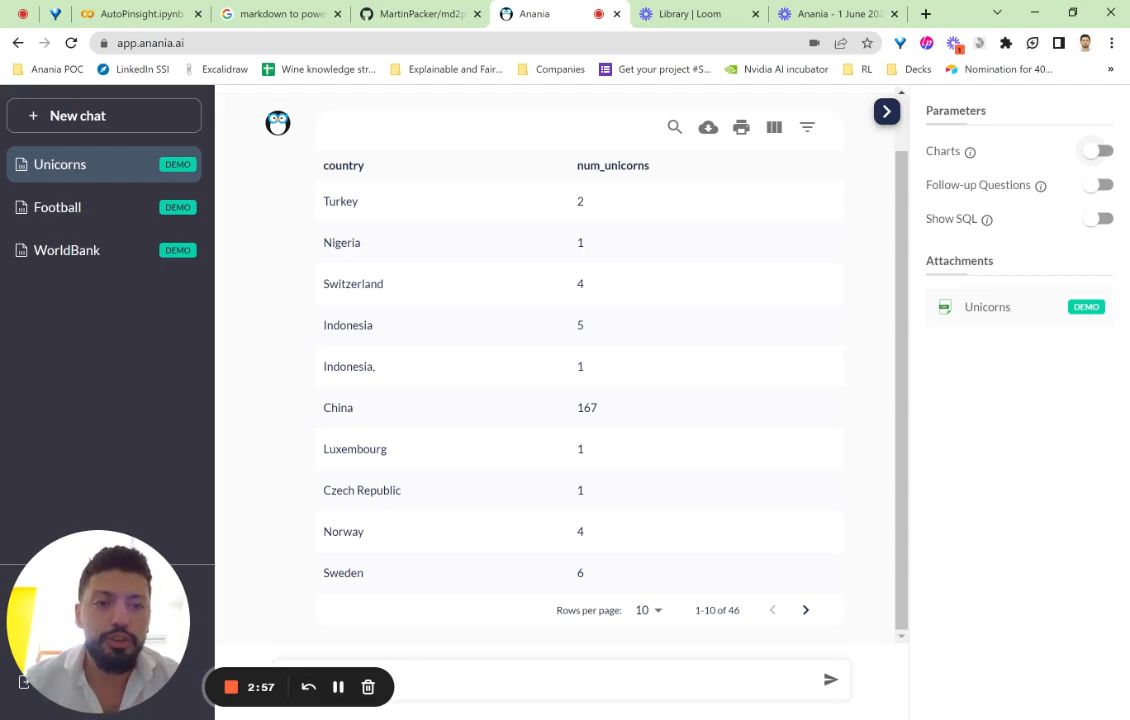 AutoPinsight.ipynb
markdown to powe
MartinPacker/md2p
Anania
Library | Loom
Anania - 1 June 202
app.anania.ai
1
Anania POC
LinkedIn SSI
Excalidraw
Wine knowledge str...
Explainable and Fair...
Companies
Get your project #S...
Nvidia AI incubator
RL
Decks
Nomination for 40...
»
+ New chat
Unicorns DEMO
Football DEMO
WorldBank DEMO
country num_unicorns
Turkey 2
Nigeria 1
Switzerland 4
Indonesia 5
Indonesia, 1
China 167
Luxembourg 1
Czech Republic 1
Norway 4
Sweden 6
Rows per page: 10 1-10 of 46
Parameters
Charts
Follow-up Questions
Show SQL
Attachments
Unicorns DEMO
2:57